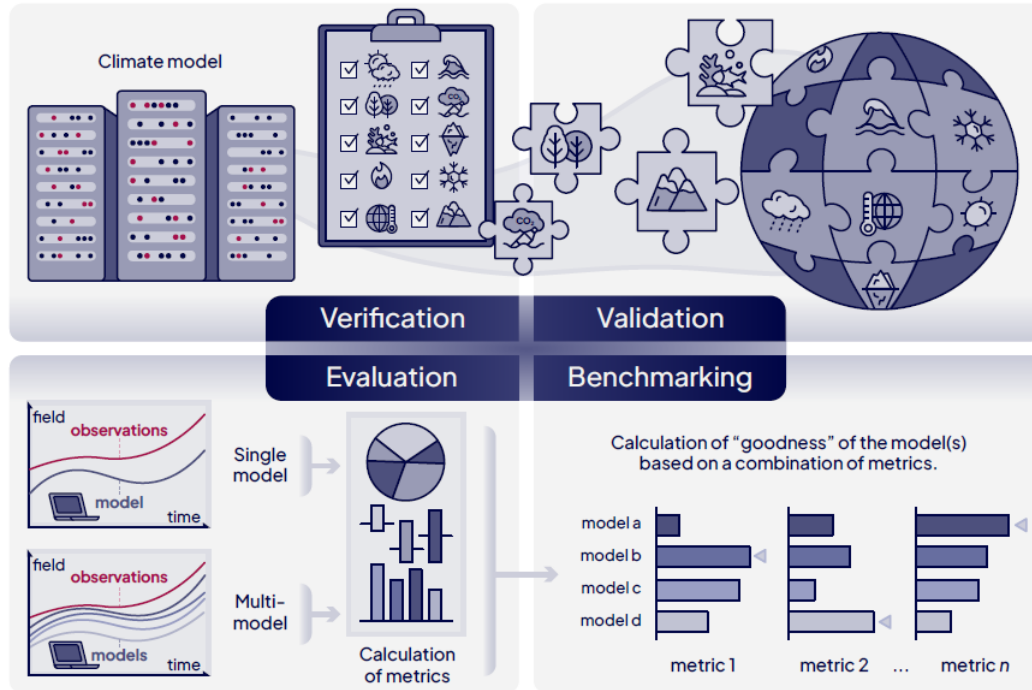 Climate model
CO₂
CO₂
Verification
Validation
Evaluation
Benchmarking
field
observations
model
time
Single
model
field
observations
models
time
Multi-
model
Calculation
of metrics
Calculation of “goodness” of the model(s)
based on a combination of metrics.
model a
model b
model c
model d
metric 1
metric 2
...
metric n